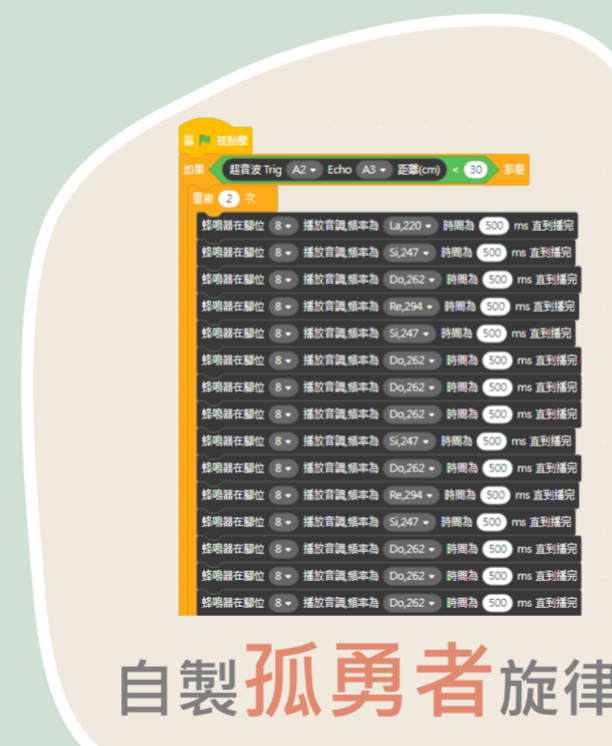 當 被點擊
如果 超音波 Trig A2 Echo A3 距離(cm) < 30 那麼
重複 2 次
蜂鳴器在腳位 8 播放音調,頻率為 La,220 時間為 500 ms 直到播完
蜂鳴器在腳位 8 播放音調,頻率為 Si,247 時間為 500 ms 直到播完
蜂鳴器在腳位 8 播放音調,頻率為 Do,262 時間為 500 ms 直到播完
蜂鳴器在腳位 8 播放音調,頻率為 Re,294 時間為 500 ms 直到播完
蜂鳴器在腳位 8 播放音調,頻率為 Si,247 時間為 500 ms 直到播完
蜂鳴器在腳位 8 播放音調,頻率為 Do,262 時間為 500 ms 直到播完
蜂鳴器在腳位 8 播放音調,頻率為 Do,262 時間為 500 ms 直到播完
蜂鳴器在腳位 8 播放音調,頻率為 Do,262 時間為 500 ms 直到播完
蜂鳴器在腳位 8 播放音調,頻率為 Si,247 時間為 500 ms 直到播完
蜂鳴器在腳位 8 播放音調,頻率為 Do,262 時間為 500 ms 直到播完
蜂鳴器在腳位 8 播放音調,頻率為 Re,294 時間為 500 ms 直到播完
蜂鳴器在腳位 8 播放音調,頻率為 Si,247 時間為 500 ms 直到播完
蜂鳴器在腳位 8 播放音調,頻率為 Do,262 時間為 500 ms 直到播完
蜂鳴器在腳位 8 播放音調,頻率為 Do,262 時間為 500 ms 直到播完
蜂鳴器在腳位 8 播放音調,頻率為 Do,262 時間為 500 ms 直到播完
自製孤勇者旋律